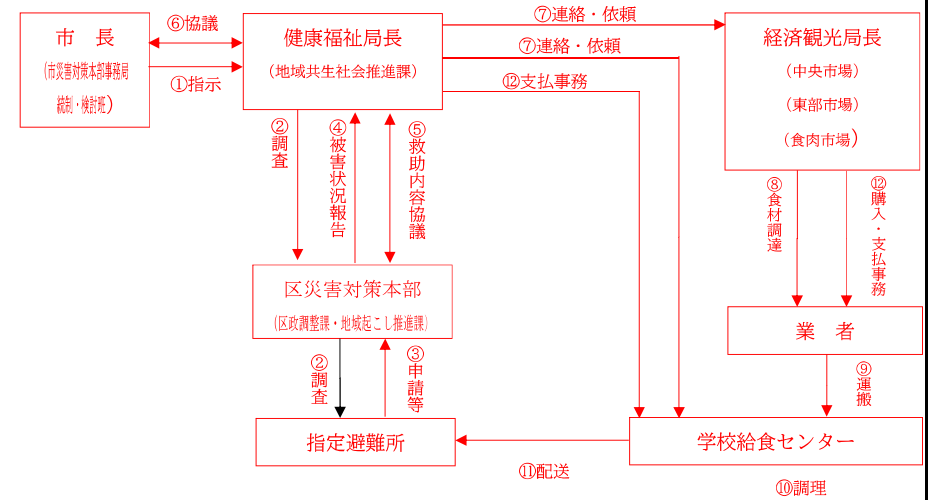 市　長
(市災害対策本部事務局
統制・検討班)
⑥協議
①指示
健康福祉局長
(地域共生社会推進課)
⑦連絡・依頼
⑦連絡・依頼
⑫支払事務
経済観光局長
(中央市場)
(東部市場)
(食肉市場)
②調査
④被害状況報告
⑤救助内容協議
⑧食材調達
⑫購入・支払事務
区災害対策本部
(区政調整課・地域起こし推進課)
業　者
②調査
③申請等
⑨運搬
指定避難所
学校給食センター
⑪配送
⑩調理